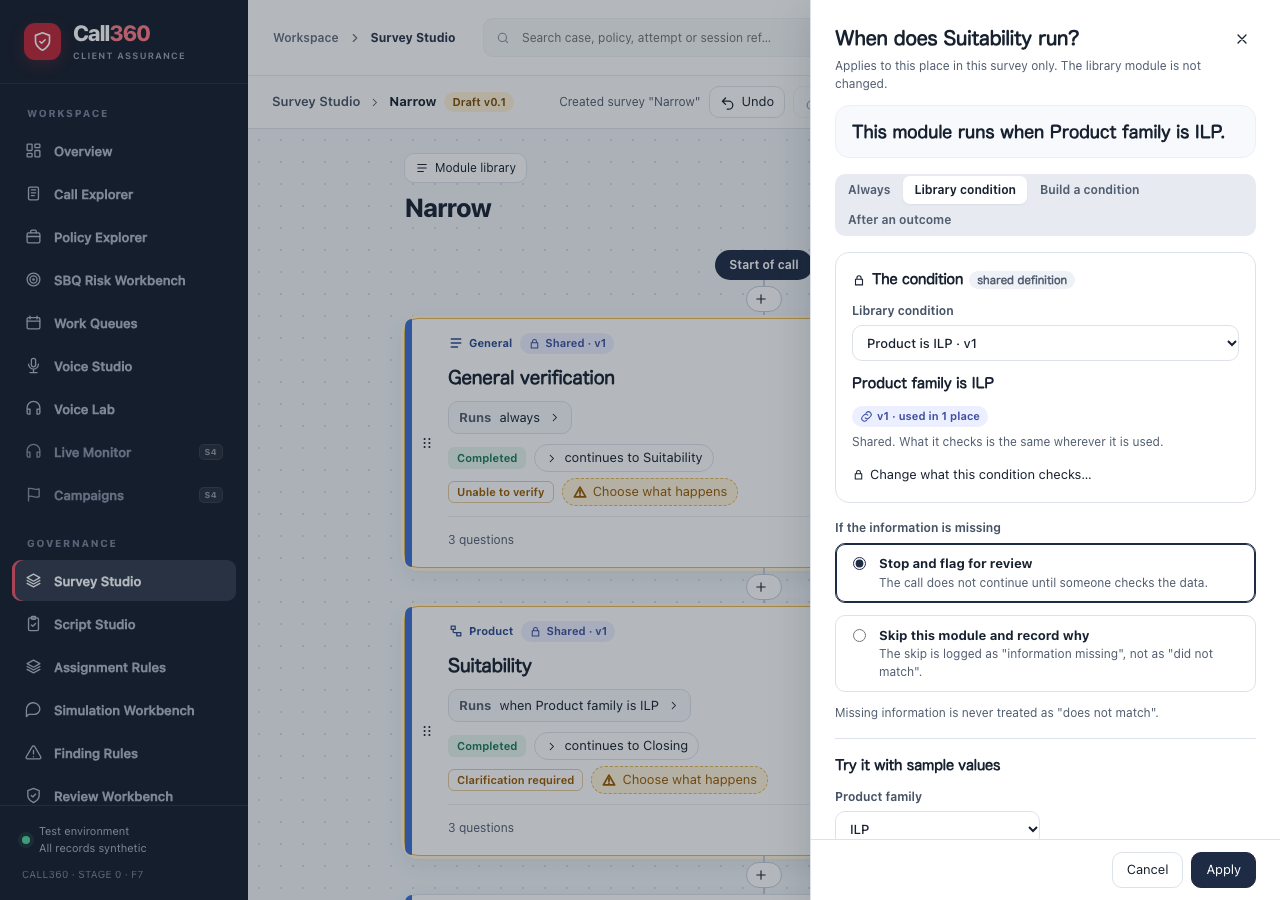 Call360
CLIENT ASSURANCE
WORKSPACE
Overview
Call Explorer
Policy Explorer
SBQ Risk Workbench
Work Queues
Voice Studio
Voice Lab
Live Monitor S4
Campaigns S4
GOVERNANCE
Survey Studio
Script Studio
Assignment Rules
Simulation Workbench
Finding Rules
Review Workbench
Test environment
All records synthetic
CALL360 · STAGE 0 · F7
Workspace > Survey Studio
Search case, policy, attempt or session ref...
Survey Studio > Narrow Draft v0.1 Created survey "Narrow" Undo
Module library
Narrow
Start of call
+
General Shared · v1
General verification
Runs always >
Completed > continues to Suitability
Unable to verify Choose what happens
3 questions
+
Product Shared · v1
Suitability
Runs when Product family is ILP >
Completed > continues to Closing
Clarification required Choose what happens
3 questions
+
When does Suitability run?
Applies to this place in this survey only. The library module is not
changed.
This module runs when Product family is ILP.
Always Library condition Build a condition
After an outcome
The condition shared definition
Library condition
Product is ILP · v1
Product family is ILP
v1 · used in 1 place
Shared. What it checks is the same wherever it is used.
Change what this condition checks...
If the information is missing
Stop and flag for review
The call does not continue until someone checks the data.
Skip this module and record why
The skip is logged as "information missing", not as "did not
match".
Missing information is never treated as "does not match".
Try it with sample values
Product family
ILP
Cancel Apply